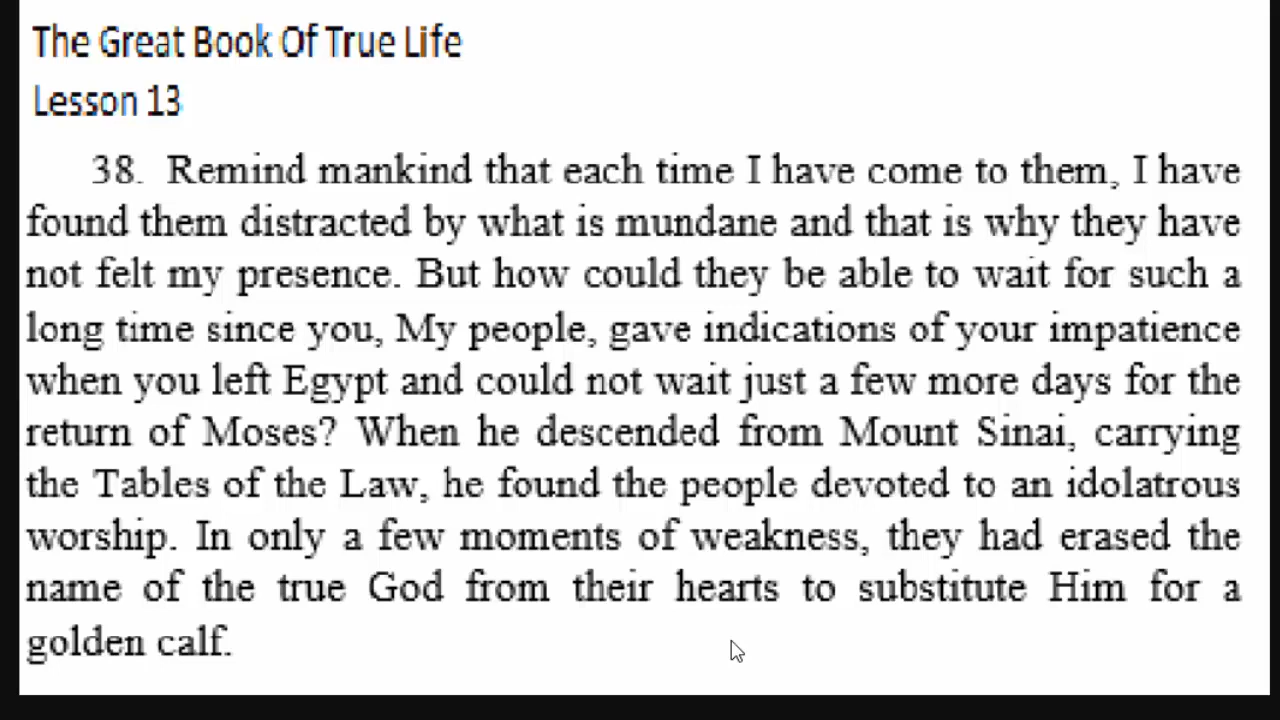 The Great Book Of True Life
Lesson 13
38. Remind mankind that each time I have come to them, I have
found them distracted by what is mundane and that is why they have
not felt my presence. But how could they be able to wait for such a
long time since you, My people, gave indications of your impatience
when you left Egypt and could not wait just a few more days for the
return of Moses? When he descended from Mount Sinai, carrying
the Tables of the Law, he found the people devoted to an idolatrous
worship. In only a few moments of weakness, they had erased the
name of the true God from their hearts to substitute Him for a
golden calf.